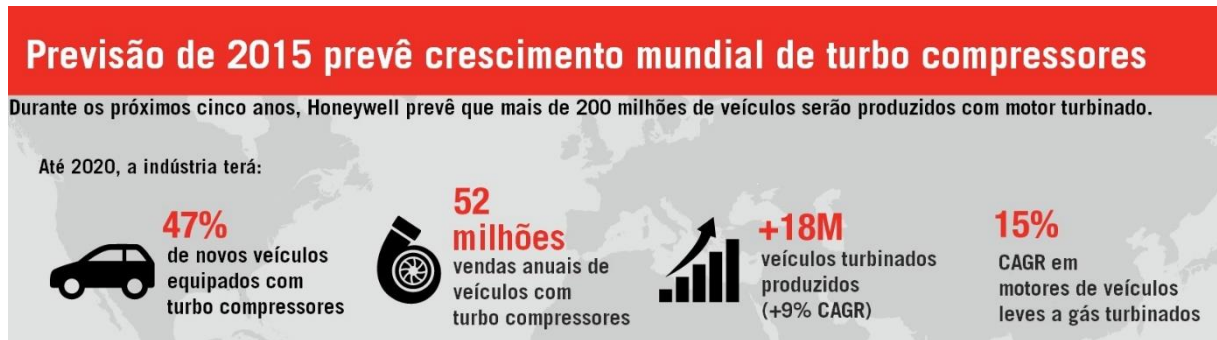 Previsão de 2015 prevê crescimento mundial de turbo compressores
Durante os próximos cinco anos, Honeywell prevê que mais de 200 milhões de veículos serão produzidos com motor turbinado.
Até 2020, a indústria terá:
47%
de novos veículos
equipados com
turbo compressores
52
milhões
vendas anuais de
veículos com
turbo compressores
+18M
veículos turbinados
produzidos
(+9% CAGR)
15%
CAGR em
motores de veículos
leves a gás turbinados